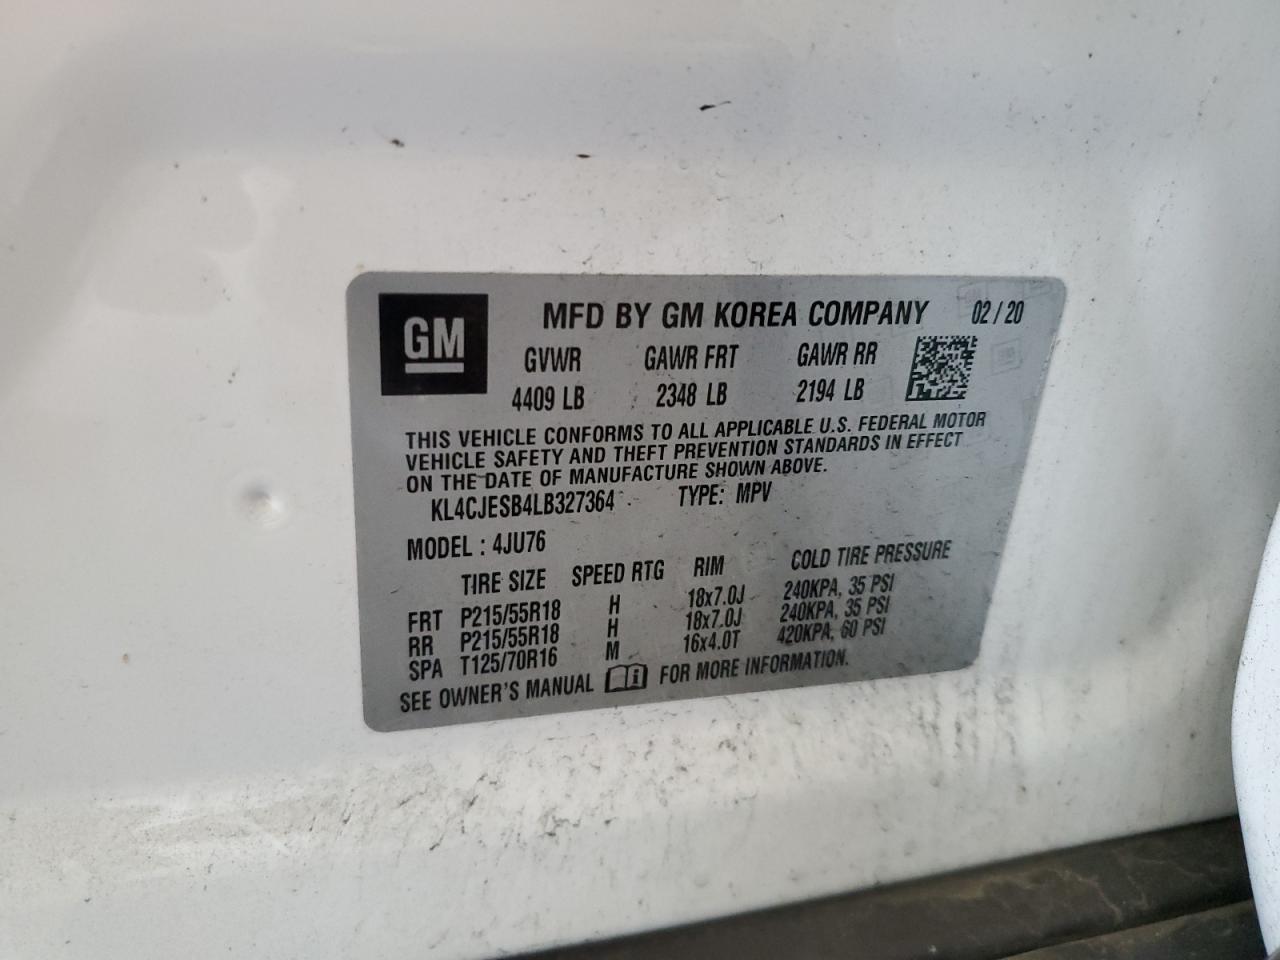 GM
MFD BY GM KOREA COMPANY 02/20
GVWR GAWR FRT GAWR RR
4409 LB 2348 LB 2194 LB
THIS VEHICLE CONFORMS TO ALL APPLICABLE U.S. FEDERAL MOTOR
VEHICLE SAFETY AND THEFT PREVENTION STANDARDS IN EFFECT
ON THE DATE OF MANUFACTURE SHOWN ABOVE.
KL4CJESB4LB327364 TYPE: MPV
MODEL : 4JU76
TIRE SIZE SPEED RTG RIM COLD TIRE PRESSURE
FRT P215/55R18 H 18x7.0J 240KPA, 35 PSI
RR P215/55R18 H 18x7.0J 240KPA, 35 PSI
SPA T125/70R16 M 16x4.0T 420KPA, 60 PSI
SEE OWNER'S MANUAL FOR MORE INFORMATION.